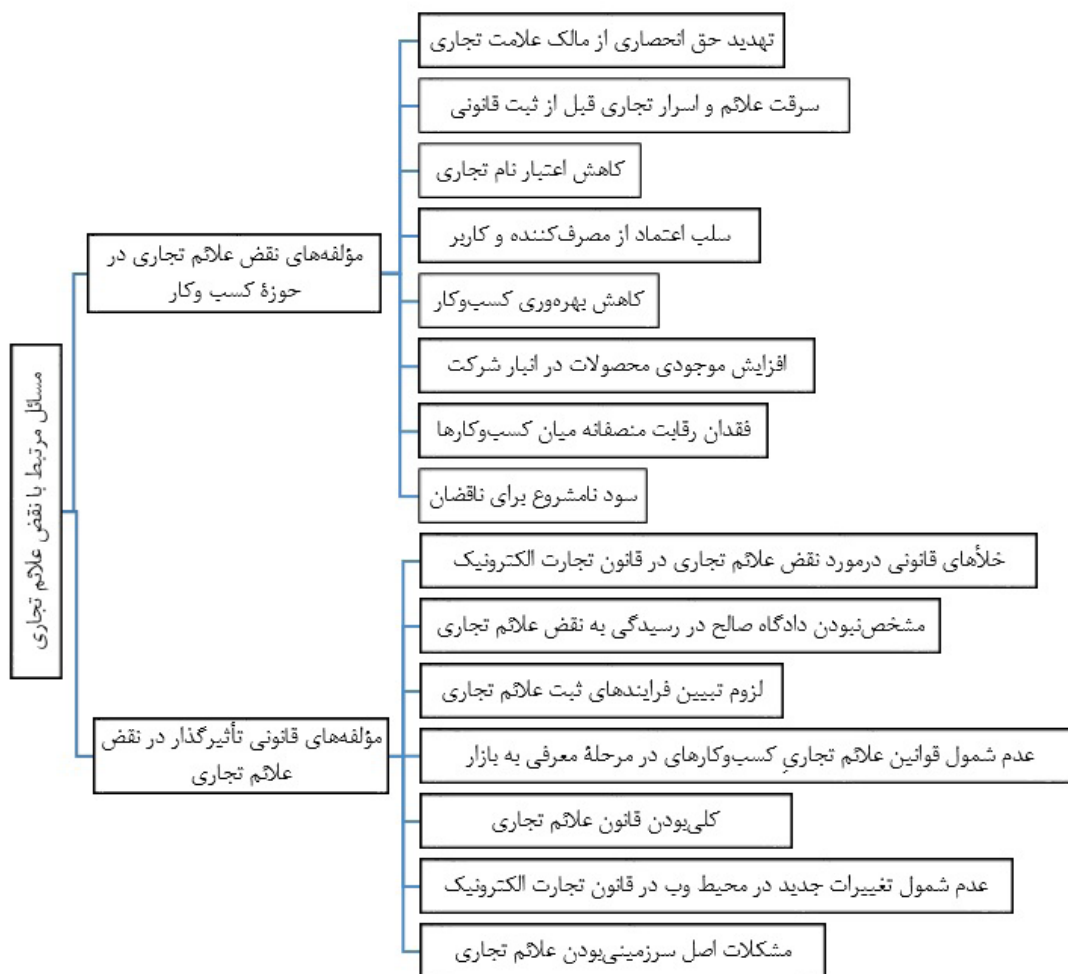 مسائل مرتبط با نقض علائم تجاری
مؤلفه‌های نقض علائم تجاری در
حوزهٔ کسب وکار
تهدید حق انحصاری از مالک علامت تجاری
سرقت علائم و اسرار تجاری قبل از ثبت قانونی
کاهش اعتبار نام تجاری
سلب اعتماد از مصرف‌کننده و کاربر
کاهش بهره‌وری کسب‌وکار
افزایش موجودی محصولات در انبار شرکت
فقدان رقابت منصفانه میان کسب‌وکارها
سود نامشروع برای ناقضان
مؤلفه‌های قانونی تأثیرگذار در نقض
علائم تجاری
خلأهای قانونی درمورد نقض علائم تجاری در قانون تجارت الکترونیک
مشخص‌نبودن دادگاه صالح در رسیدگی به نقض علائم تجاری
لزوم تبیین فرایندهای ثبت علائم تجاری
عدم شمول قوانین علائم تجاریِ کسب‌وکارهای در مرحلهٔ معرفی به بازار
کلی‌بودن قانون علائم تجاری
عدم شمول تغییرات جدید در محیط وب در قانون تجارت الکترونیک
مشکلات اصل سرزمینی‌بودن علائم تجاری